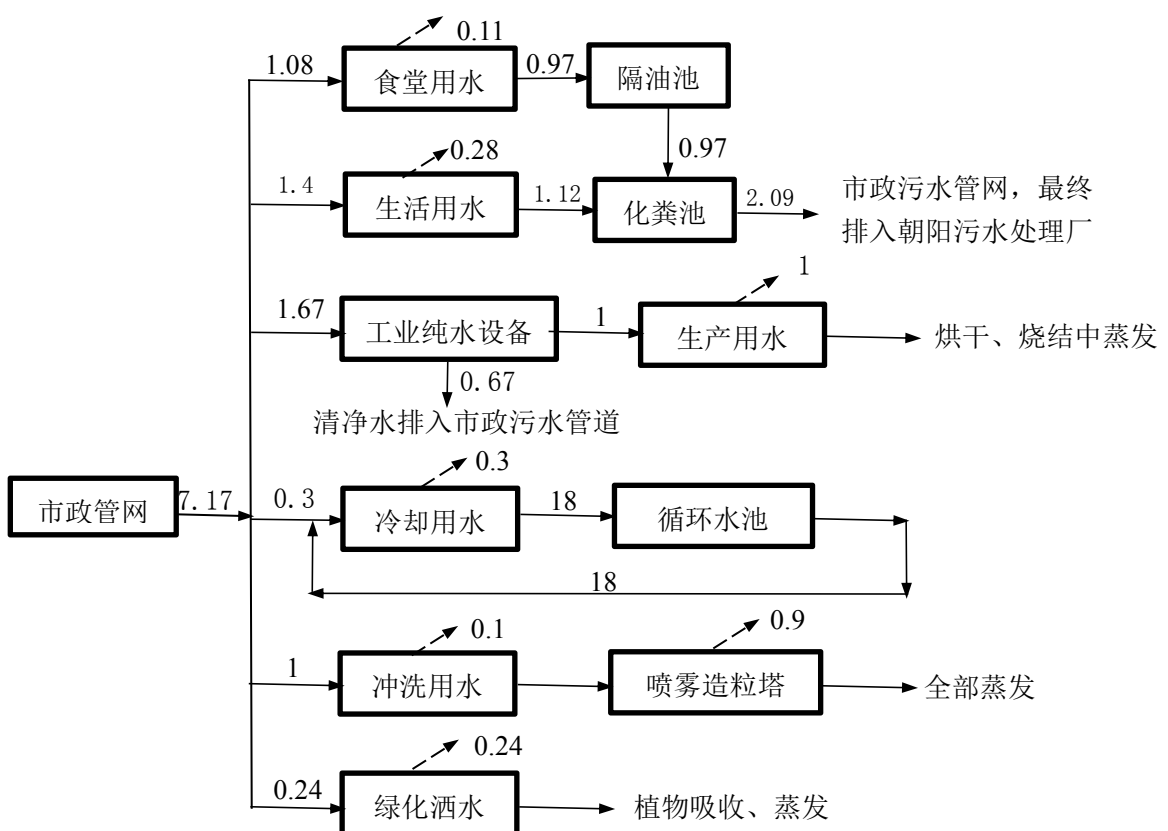 0.11
1.08
食堂用水
0.97
隔油池
0.97
0.28
1.4
生活用水
1.12
化粪池
2.09
市政污水管网，最终
排入朝阳污水处理厂
1
1.67
工业纯水设备
1
生产用水
烘干、烧结中蒸发
0.67
清净水排入市政污水管道
0.3
市政管网
7.17
0.3
冷却用水
18
循环水池
18
0.1
0.9
1
冲洗用水
喷雾造粒塔
全部蒸发
0.24
0.24
绿化洒水
植物吸收、蒸发